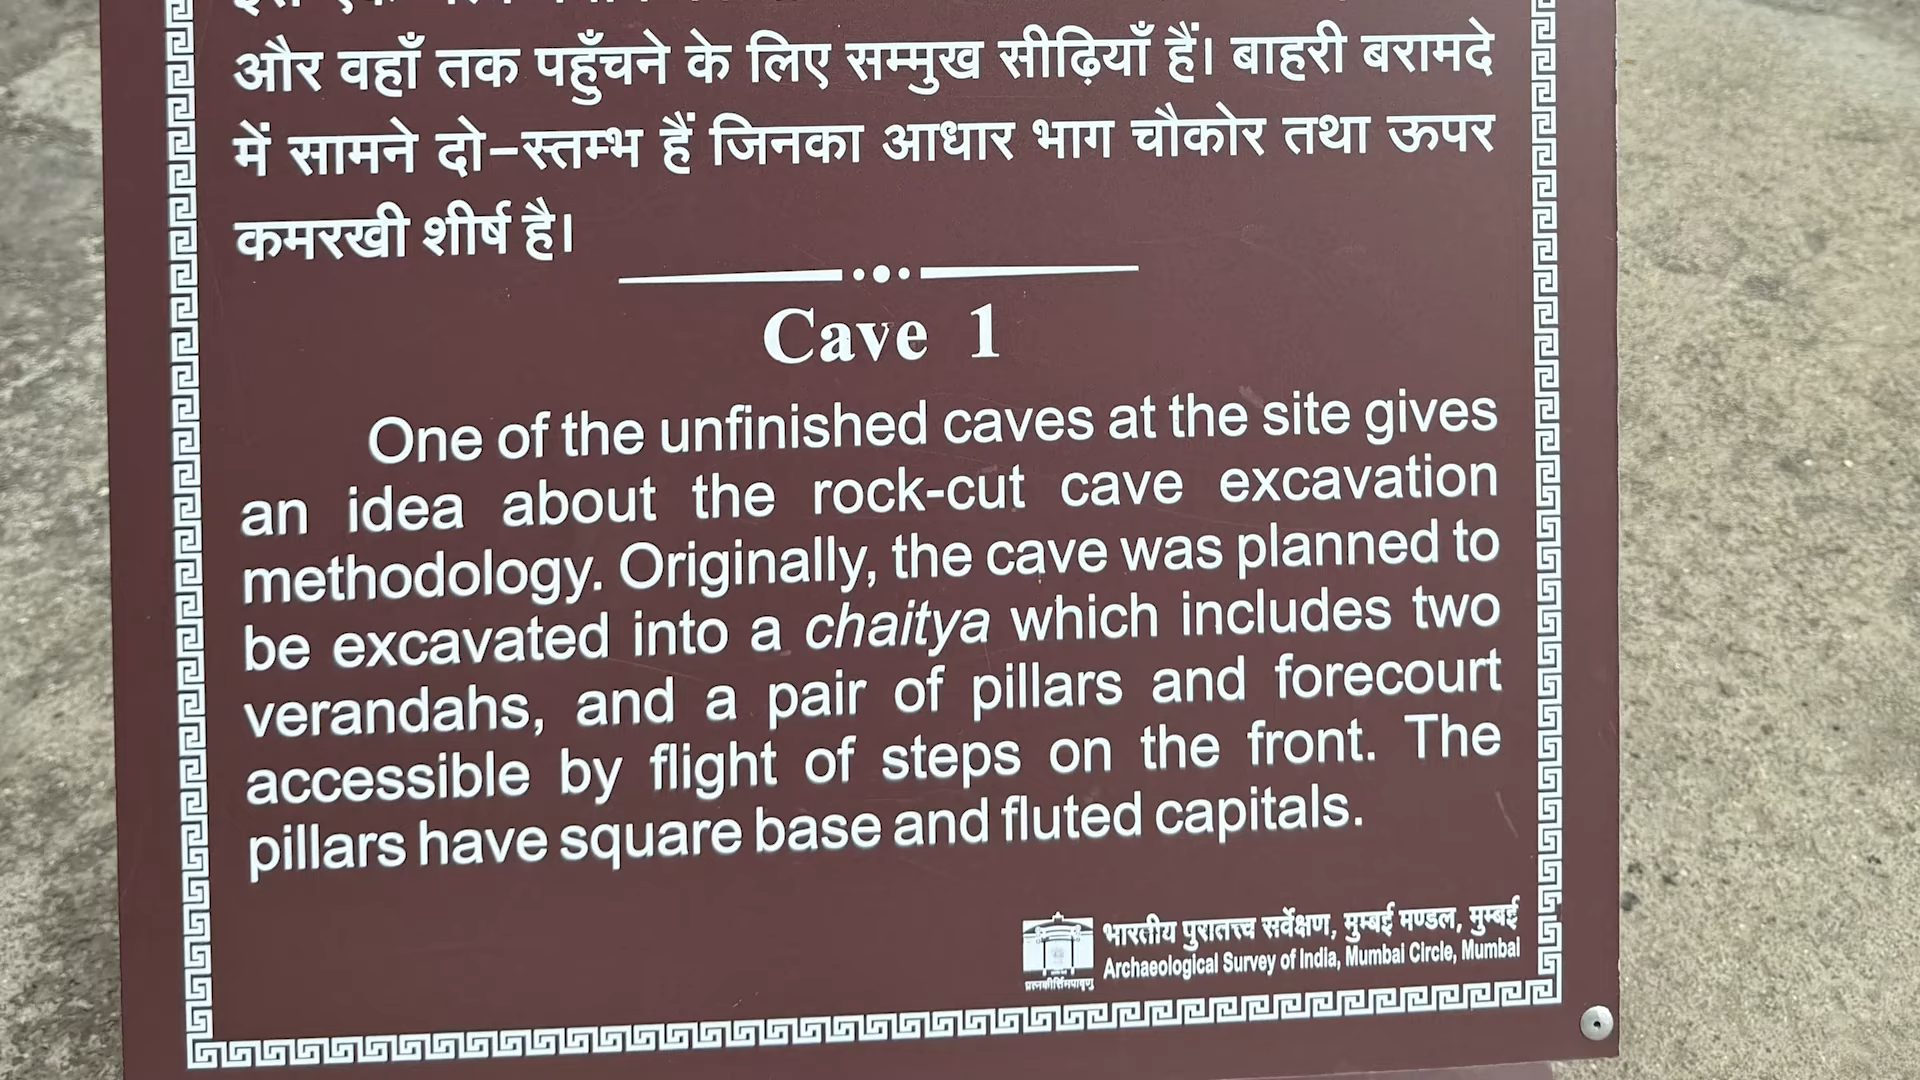 और वहाँ तक पहुँचने के लिए सम्मुख सीढ़ियाँ हैं। बाहरी बरामदे
में सामने दो-स्तम्भ हैं जिनका आधार भाग चौकोर तथा ऊपर
कमरखी शीर्ष है।
Cave 1
One of the unfinished caves at the site gives
an idea about the rock-cut cave excavation
methodology. Originally, the cave was planned to
be excavated into a chaitya which includes two
verandahs, and a pair of pillars and forecourt
accessible by flight of steps on the front. The
pillars have square base and fluted capitals.
भारतीय पुरातत्त्व सर्वेक्षण, मुम्बई मण्डल, मुम्बई
Archaeological Survey of India, Mumbai Circle, Mumbai